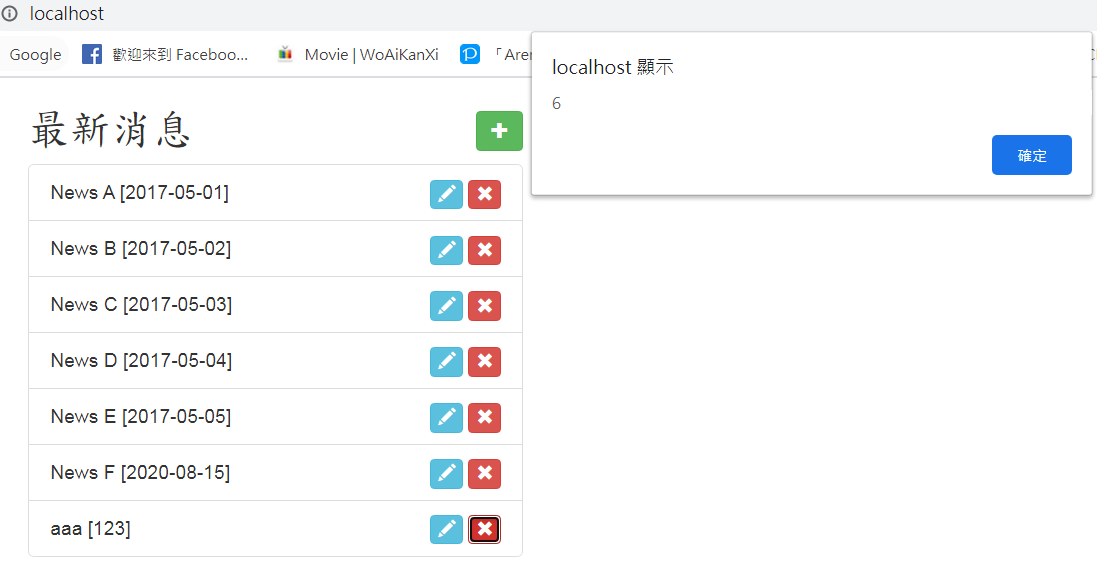 localhost
Google 歡迎來到 Faceboo... Movie | WoAiKanXi 「Aren
localhost 顯示
6
確定
最新消息
News A [2017-05-01]
News B [2017-05-02]
News C [2017-05-03]
News D [2017-05-04]
News E [2017-05-05]
News F [2020-08-15]
aaa [123]